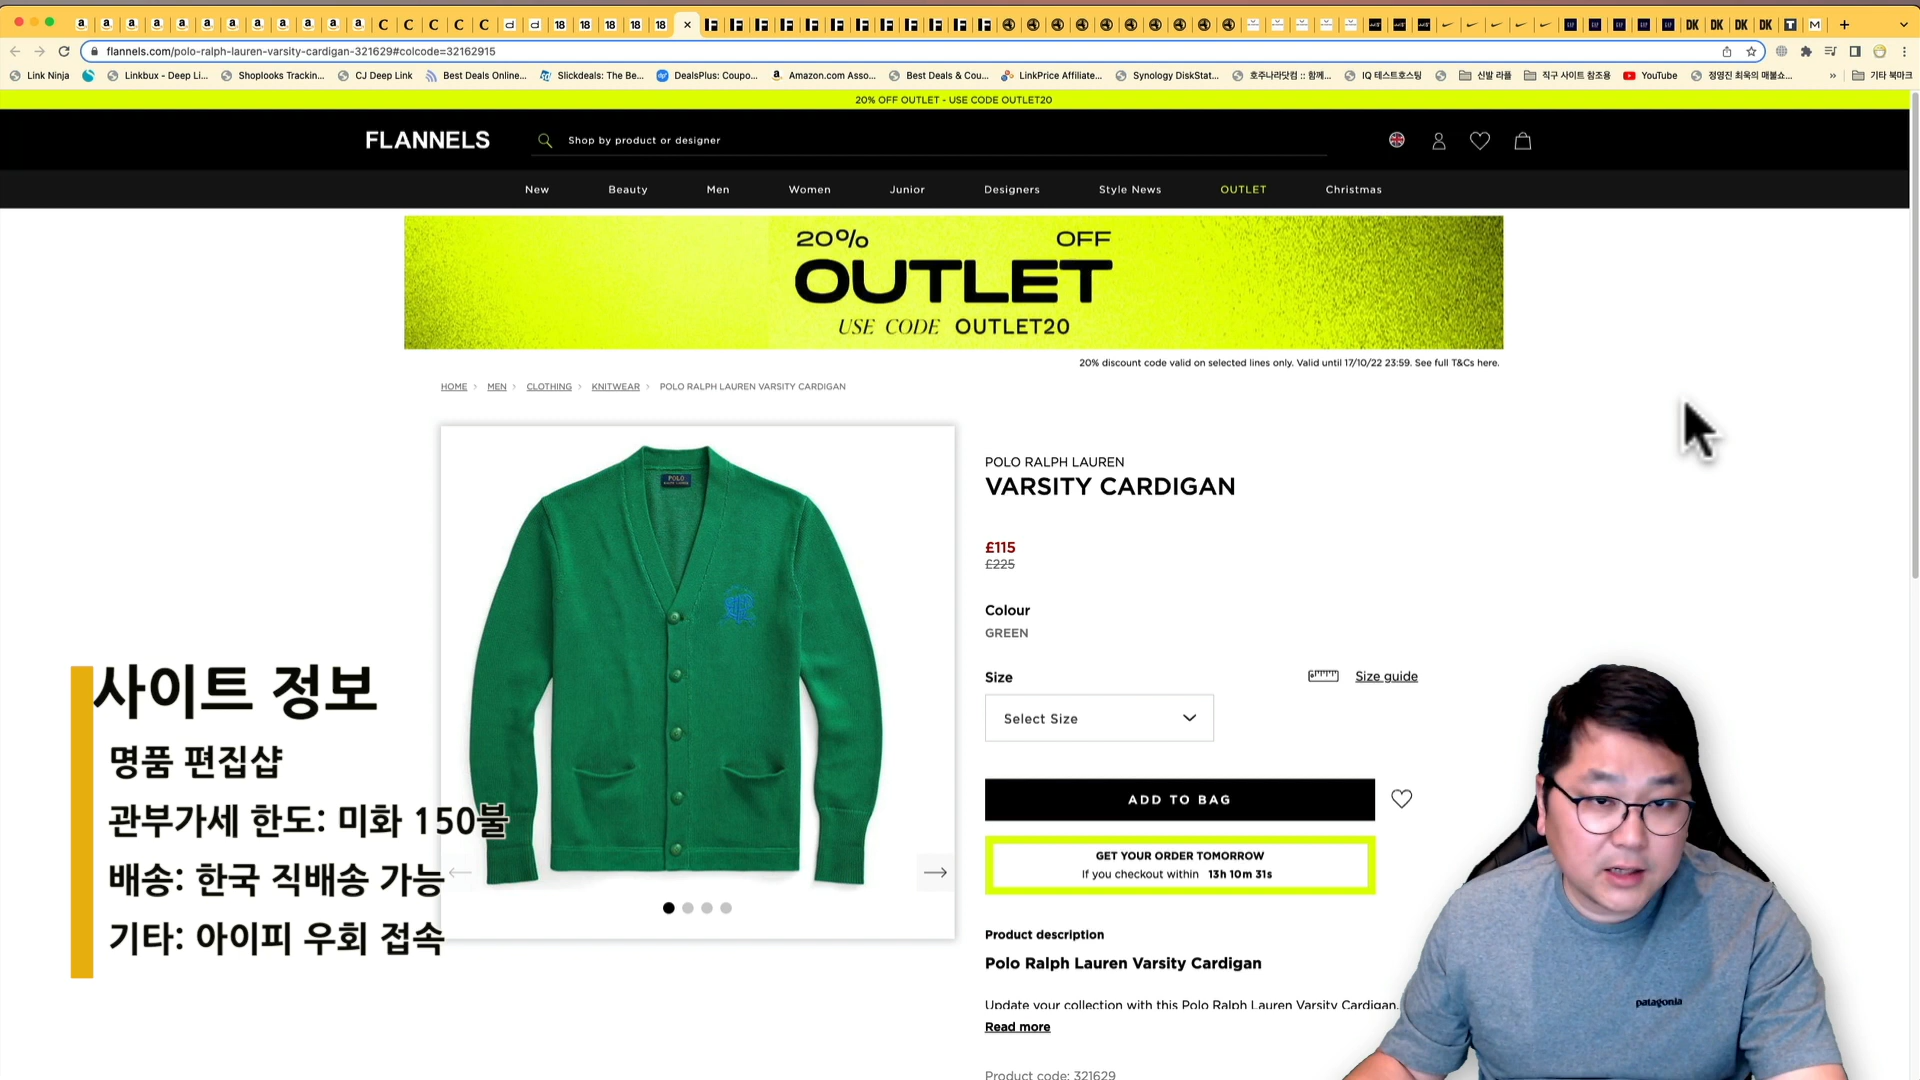 flannels.com/polo-ralph-lauren-varsity-cardigan-321629#colcode=32162915
Link Ninja
Linkbux - Deep Li...
Shoplooks Trackin...
CJ Deep Link
Best Deals Online...
Slickdeals: The Be...
DealsPlus: Coupo...
Amazon.com Asso...
Best Deals & Cou...
LinkPrice Affiliate...
Synology DiskStat...
호주나라닷컴 :: 함께...
IQ 테스트호스팅
신발 라플
직구 사이트 참조용
YouTube
정영진 최욱의 매불쇼...
»
기타 북마크
20% OFF OUTLET - USE CODE OUTLET20
FLANNELS
Shop by product or designer
New
Beauty
Men
Women
Junior
Designers
Style News
OUTLET
Christmas
20% OFF
OUTLET
USE CODE OUTLET20
20% discount code valid on selected lines only. Valid until 17/10/22 23:59. See full T&Cs here.
HOME > MEN > CLOTHING > KNITWEAR > POLO RALPH LAUREN VARSITY CARDIGAN
POLO
POLO RALPH LAUREN
VARSITY CARDIGAN
£115
£225
Colour
GREEN
Size
Size guide
Select Size
ADD TO BAG
GET YOUR ORDER TOMORROW
If you checkout within 13h 10m 31s
Product description
Polo Ralph Lauren Varsity Cardigan
Update your collection with this Polo Ralph Lauren Varsity Cardigan.
Read more
Product code: 321629
사이트 정보
명품 편집샵
관부가세 한도: 미화 150불
배송: 한국 직배송 가능
기타: 아이피 우회 접속
patagonia